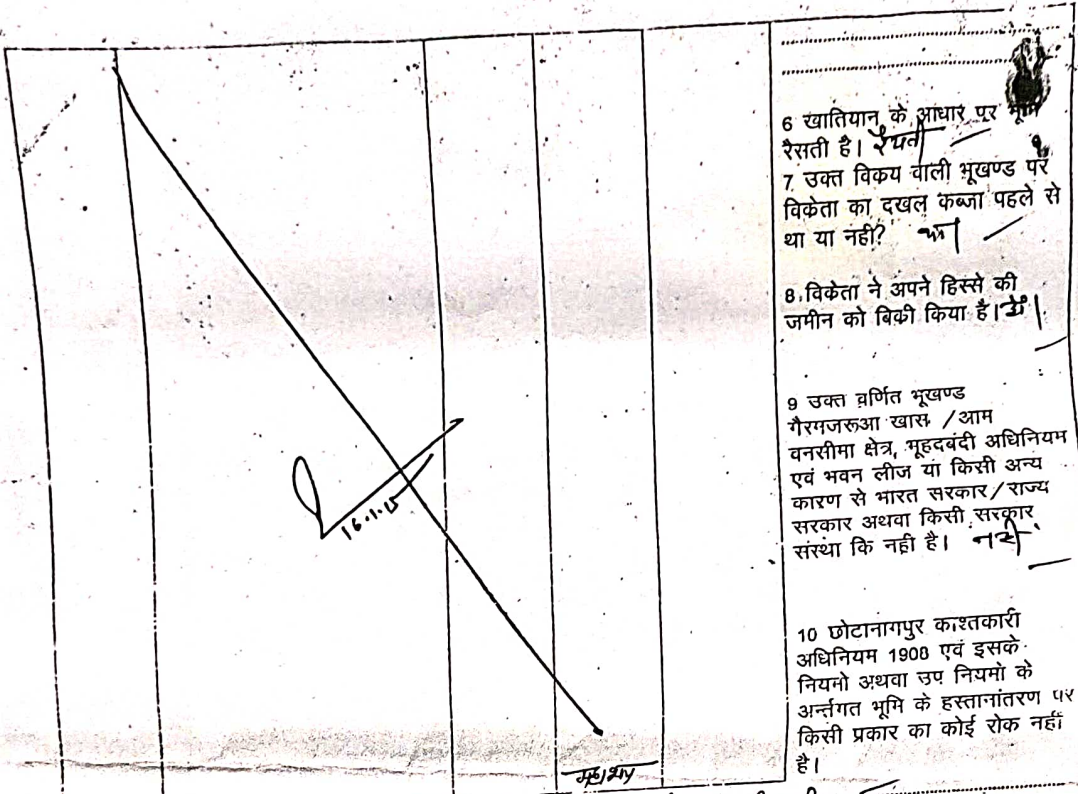 6 खातियान के आधार पर भूमि
रैसती है। रैयती
7 उक्त विकय वाली भूखण्ड पर
विकेता का दखल कब्जा पहले से
था या नही?
8. विकेता ने अपने हिस्से की
जमीन को बिकी किया है।
9 उक्त वर्णित भूखण्ड
गैरमजरूआ खास /आम
वनसीमा क्षेत्र, भूहदबंदी अधिनियम
एवं भवन लीज या किसी अन्य
कारण से भारत सरकार/राज्य
सरकार अथवा किसी सरकार
संस्था कि नही है। नही
16.1.15
10 छोटानागपुर काश्तकारी
अधिनियम 1908 एवं इसके
नियमो अथवा उप नियमो के
अर्न्तगत भूमि के हस्तानांतरण पर
किसी प्रकार का कोई रोक नहीं
है।